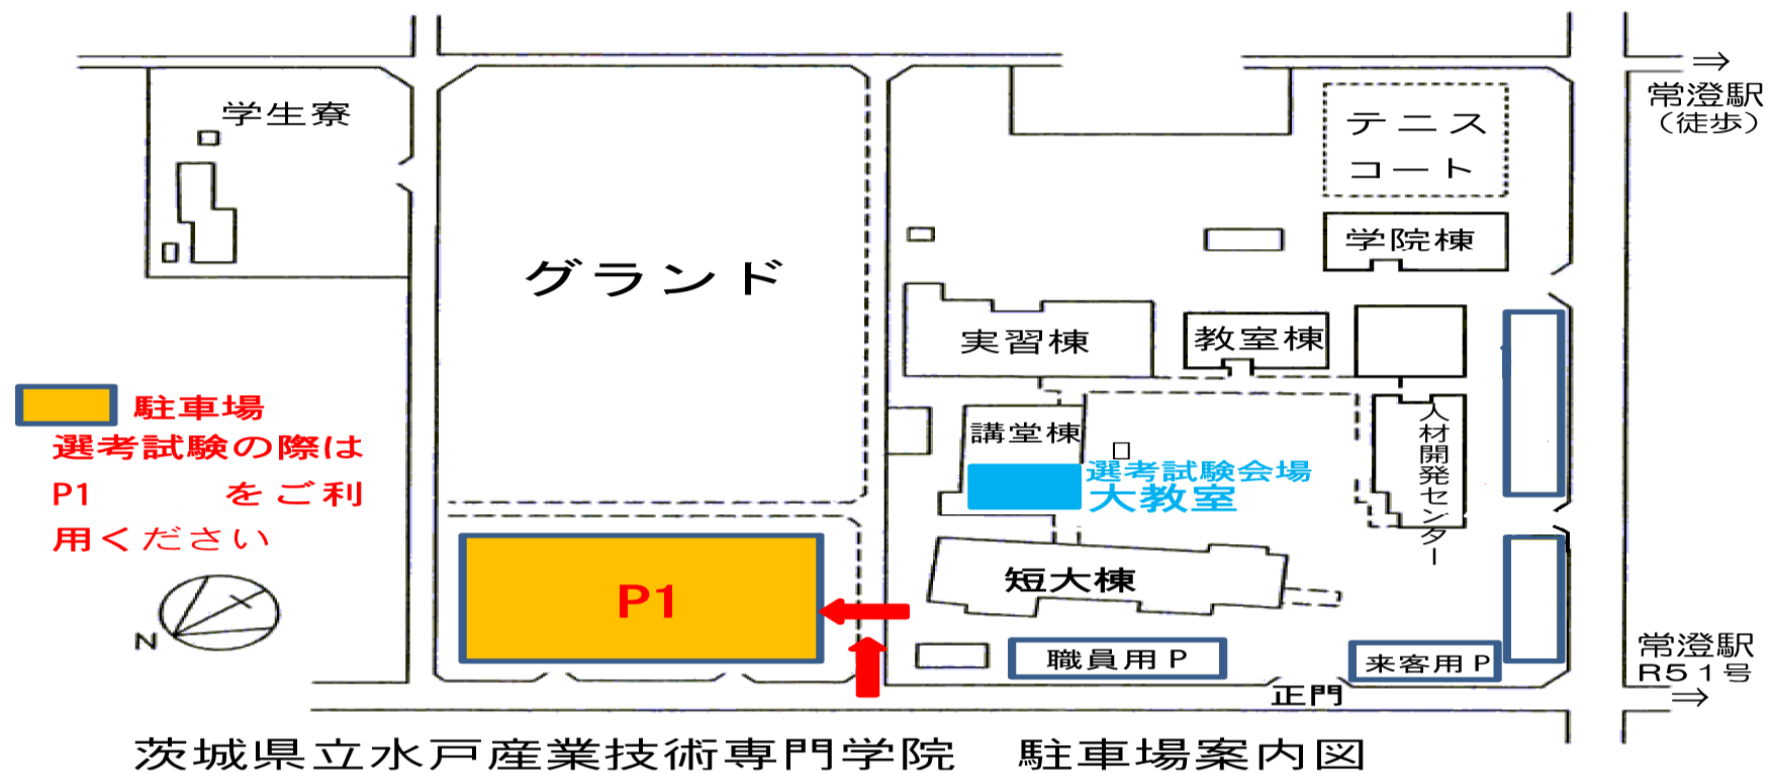 ⇒
常澄駅
（徒歩）
学生寮
テニス
コート
学院棟
グランド
実習棟
教室棟
駐車場
選考試験の際は
P1 をご利
用ください
講堂棟
人材開発センター
選考試験会場
大教室
短大棟
P1
N
職員用P
来客用P
常澄駅
R51号
⇒
正門
茨城県立水戸産業技術専門学院 駐車場案内図